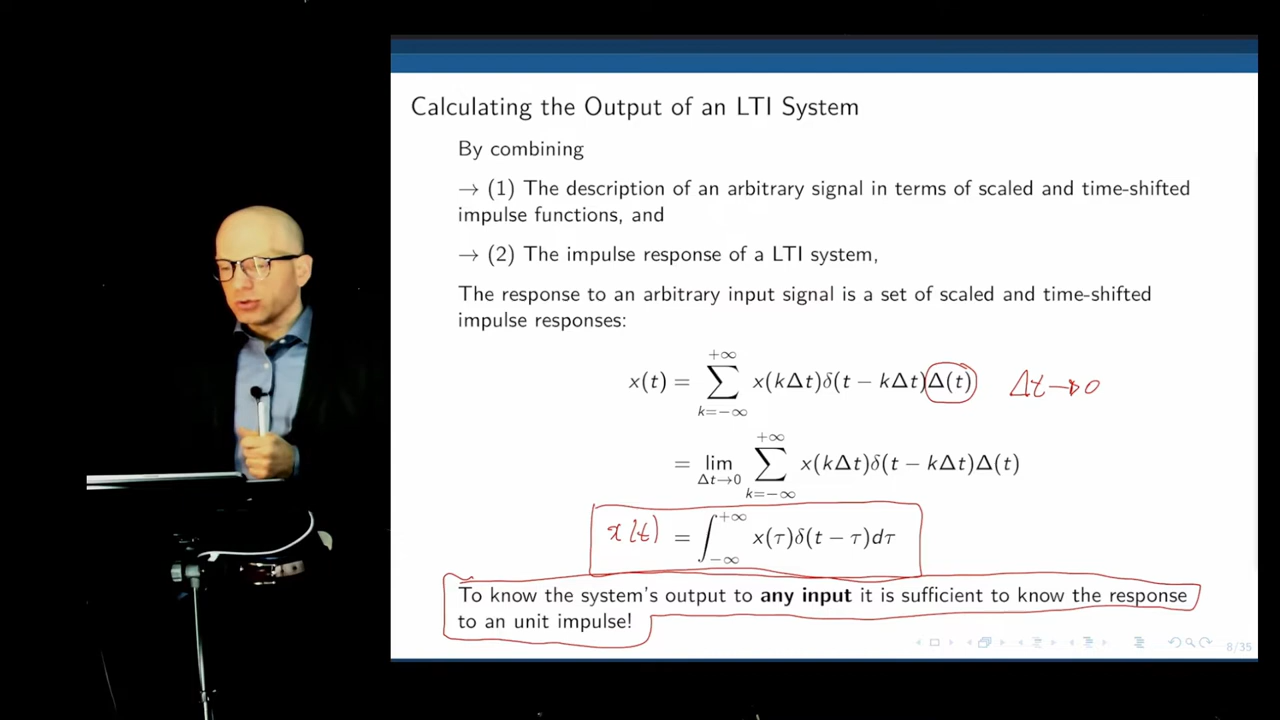 Calculating the Output of an LTI System
By combining
→ (1) The description of an arbitrary signal in terms of scaled and time-shifted
impulse functions, and
→ (2) The impulse response of a LTI system,
The response to an arbitrary input signal is a set of scaled and time-shifted
impulse responses:
x(t) = ∑_{k=−∞}^{+∞} x(kΔt)δ(t − kΔt)Δ(t) Δt→0
= lim_{Δt→0} ∑_{k=−∞}^{+∞} x(kΔt)δ(t − kΔt)Δ(t)
x(t) = ∫_{−∞}^{+∞} x(τ)δ(t − τ)dτ
To know the system's output to any input it is sufficient to know the response
to an unit impulse!
8/35